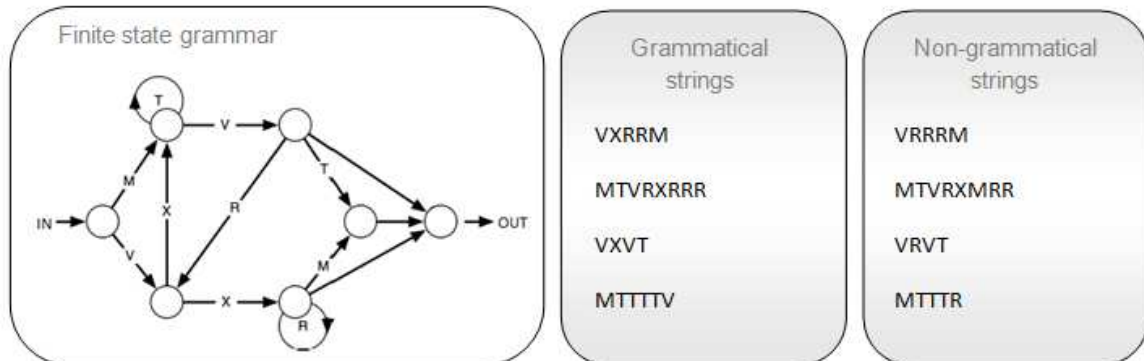 Finite state grammar
T
V
M
T
IN
X
R
OUT
V
M
X
R
Grammatical
strings
VXRRM
MTVRXRRR
VXVT
MTTTTV
Non-grammatical
strings
VRRRM
MTVRXMRR
VRVT
MTTTR